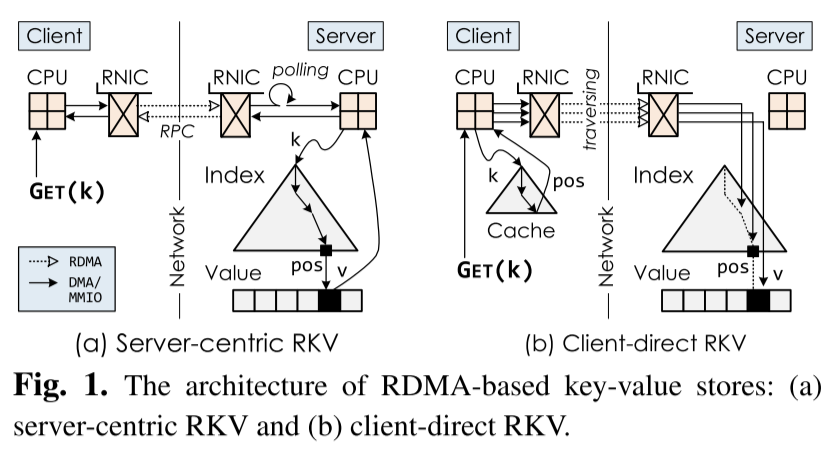 Client
Server
CPU
RNIC
RNIC
polling
CPU
RPC
k
GET(k)
Index
Network
pos
v
Value
RDMA
DMA/
MMIO
(a) Server-centric RKV
Client
Server
CPU
RNIC
traversing
RNIC
CPU
k
pos
Cache
GET(k)
Index
Network
pos
v
Value
(b) Client-direct RKV
Fig. 1. The architecture of RDMA-based key-value stores: (a)
server-centric RKV and (b) client-direct RKV.